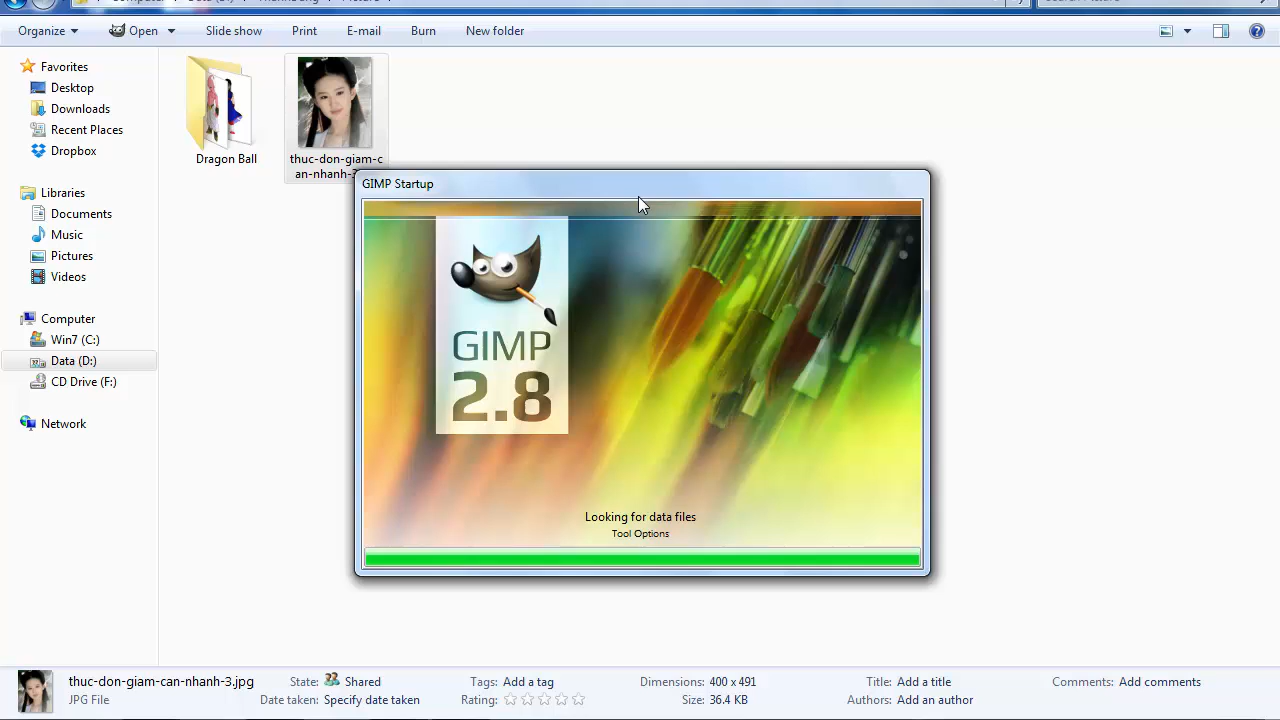 Organize
Open
Slide show
Print
E-mail
Burn
New folder
Favorites
Desktop
Downloads
Recent Places
Dropbox
Libraries
Documents
Music
Pictures
Videos
Computer
Win7 (C:)
Data (D:)
CD Drive (F:)
Network
Dragon Ball
thuc-don-giam-c
an-nhanh-
GIMP Startup
GIMP
2.8
Looking for data files
Tool Options
thuc-don-giam-can-nhanh-3.jpg
JPG File
State: Shared
Date taken: Specify date taken
Tags: Add a tag
Rating:
Dimensions: 400 x 491
Size: 36.4 KB
Title: Add a title
Authors: Add an author
Comments: Add comments